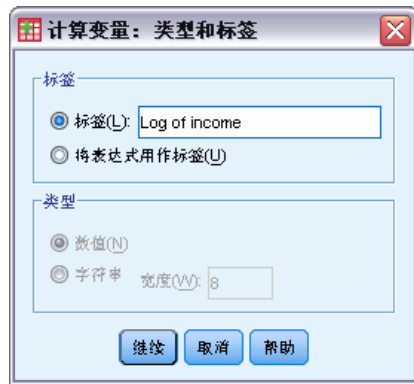 计算变量：类型和标签
标签
标签(L): Log of income
将表达式用作标签(U)
类型
数值(N)
字符串 宽度(W): 8
继续 取消 帮助